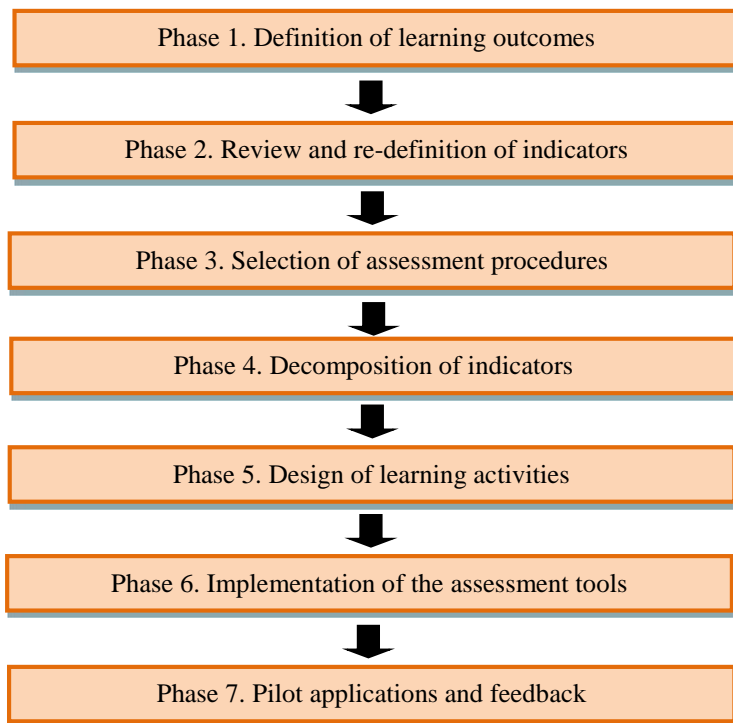 Phase 1. Definition of learning outcomes
Phase 2. Review and re-definition of indicators
Phase 3. Selection of assessment procedures
Phase 4. Decomposition of indicators
Phase 5. Design of learning activities
Phase 6. Implementation of the assessment tools
Phase 7. Pilot applications and feedback